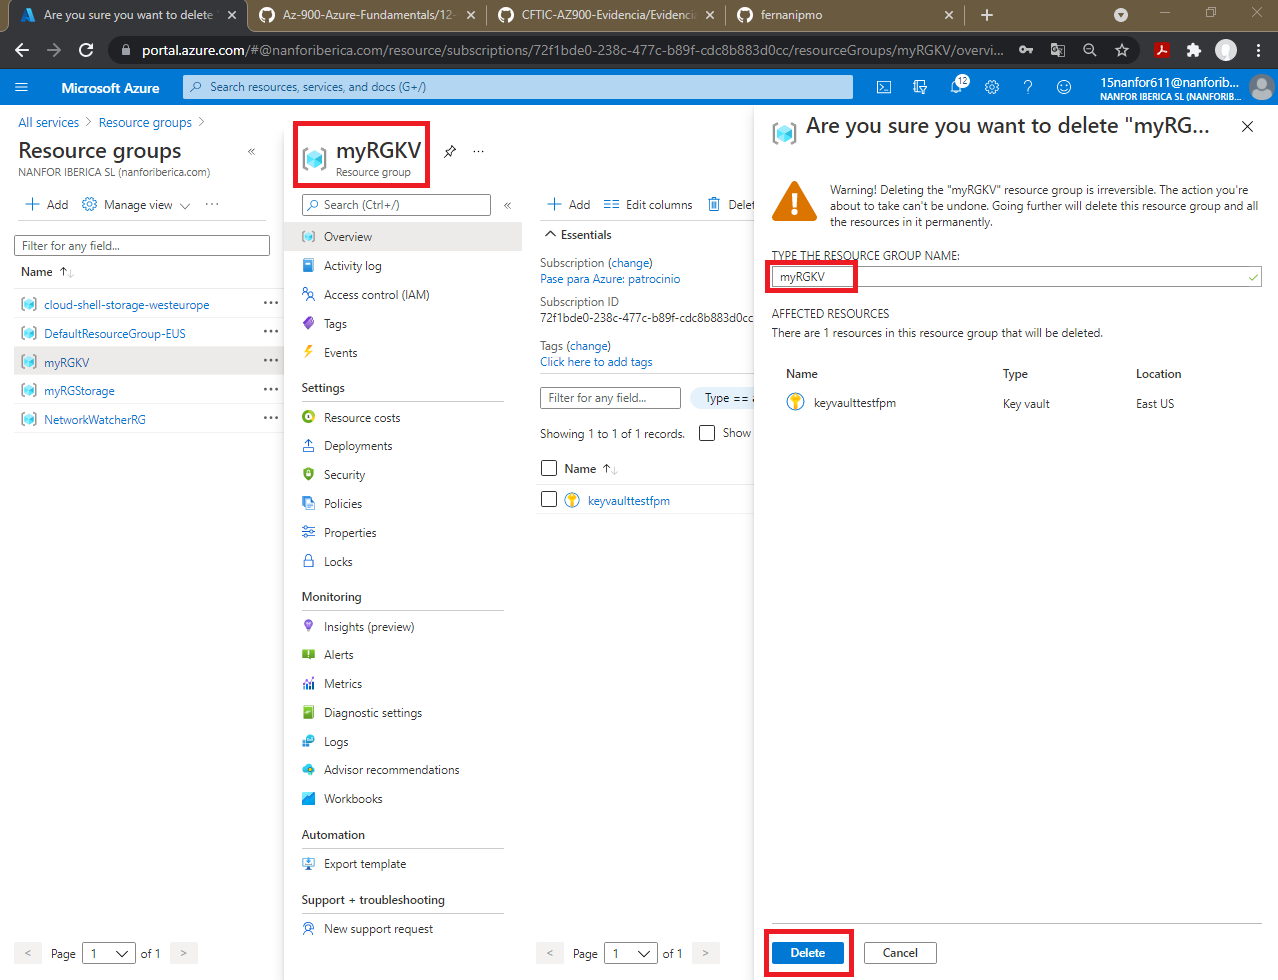 Are you sure you want to delete
Az-900-Azure-Fundamentals/12-
CFTIC-AZ900-Evidencia/Evidencia
fernanipmo
portal.azure.com/#@nanforiberica.com/resource/subscriptions/72f1bde0-238c-477c-b89f-cdc8b883d0cc/resourceGroups/myRGKV/overvi...
Microsoft Azure
Search resources, services, and docs (G+/)
12
15nanfor611@nanforib...
NANFOR IBERICA SL (NANFORIB...
All services > Resource groups >
Resource groups
NANFOR IBERICA SL (nanforiberica.com)
Add
Manage view
...
Filter for any field...
Name ↑↓
cloud-shell-storage-westeurope
DefaultResourceGroup-EUS
myRGKV
myRGStorage
NetworkWatcherRG
< Page 1 of 1 >
myRGKV
Resource group
...
Search (Ctrl+/)
Overview
Activity log
Access control (IAM)
Tags
Events
Settings
Resource costs
Deployments
Security
Policies
Properties
Locks
Monitoring
Insights (preview)
Alerts
Metrics
Diagnostic settings
Logs
Advisor recommendations
Workbooks
Automation
Export template
Support + troubleshooting
New support request
Add
Edit columns
Delet
Essentials
Subscription (change)
Pase para Azure: patrocinio
Subscription ID
72f1bde0-238c-477c-b89f-cdc8b883d0cc
Tags (change)
Click here to add tags
Filter for any field...
Type == a
Showing 1 to 1 of 1 records.
Show
Name ↑↓
keyvaulttestfpm
< Page 1 of 1 >
Are you sure you want to delete "myRG...
Warning! Deleting the "myRGKV" resource group is irreversible. The action you're
about to take can't be undone. Going further will delete this resource group and all
the resources in it permanently.
TYPE THE RESOURCE GROUP NAME:
myRGKV
AFFECTED RESOURCES
There are 1 resources in this resource group that will be deleted.
Name Type Location
keyvaulttestfpm Key vault East US
Delete
Cancel